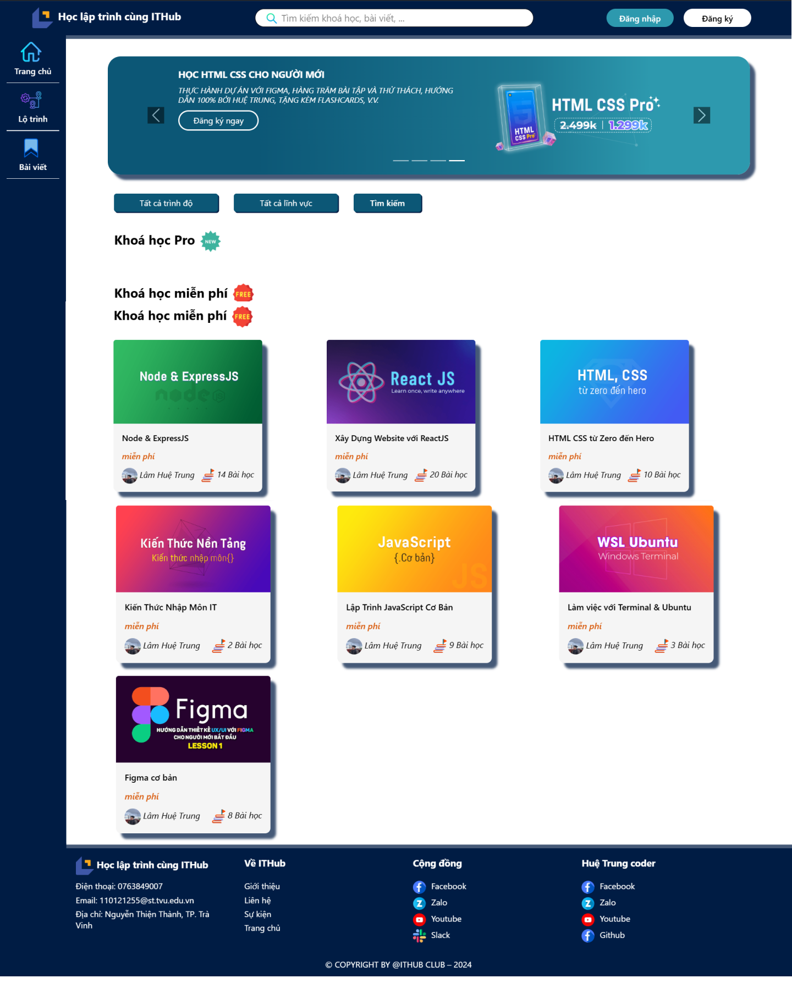 Học lập trình cùng ITHub
Tìm kiếm khoá học, bài viết, ...
Đăng nhập
Đăng ký
Trang chủ
Lộ trình
Bài viết
HỌC HTML CSS CHO NGƯỜI MỚI
THỰC HÀNH DỰ ÁN VỚI FIGMA, HÀNG TRĂM BÀI TẬP VÀ THỬ THÁCH, HƯỚNG
DẪN 100% BỞI HUỆ TRUNG, TẶNG KÈM FLASHCARDS, V.V.
Đăng ký ngay
HTML
CSS Pro
HTML CSS Pro
2.499k
1.299k
Tất cả trình độ
Tất cả lĩnh vực
Tìm kiếm
Khoá học Pro
NEW
Khoá học miễn phí
FREE
Khoá học miễn phí
FREE
Node & ExpressJS
node
JS
React JS
Learn once, write anywhere
HTML, CSS
từ zero đến hero
Node & ExpressJS
miễn phí
Lâm Huệ Trung
14 Bài học
Xây Dựng Website với ReactJS
miễn phí
Lâm Huệ Trung
20 Bài học
HTML CSS từ Zero đến Hero
miễn phí
Lâm Huệ Trung
10 Bài học
Kiến Thức Nền Tảng
Kiến thức nhập môn{}
JavaScript
{.Cơ bản}
JS
WSL Ubuntu
Windows Terminal
Kiến Thức Nhập Môn IT
miễn phí
Lâm Huệ Trung
2 Bài học
Lập Trình JavaScript Cơ Bản
miễn phí
Lâm Huệ Trung
9 Bài học
Làm việc với Terminal & Ubuntu
miễn phí
Lâm Huệ Trung
3 Bài học
Figma
HƯỚNG DẪN THIẾT KẾ UX/UI VỚI FIGMA
CHO NGƯỜI MỚI BẮT ĐẦU
LESSON 1
Figma cơ bản
miễn phí
Lâm Huệ Trung
8 Bài học
Học lập trình cùng ITHub
Điện thoại: 0763849007
Email: 110121255@st.tvu.edu.vn
Địa chỉ: Nguyễn Thiện Thành, TP. Trà
Vinh
Về ITHub
Giới thiệu
Liên hệ
Sự kiện
Trang chủ
Cộng đồng
Facebook
Zalo
Youtube
Slack
Huệ Trung coder
Facebook
Zalo
Youtube
Github
© COPYRIGHT BY @ITHUB CLUB – 2024